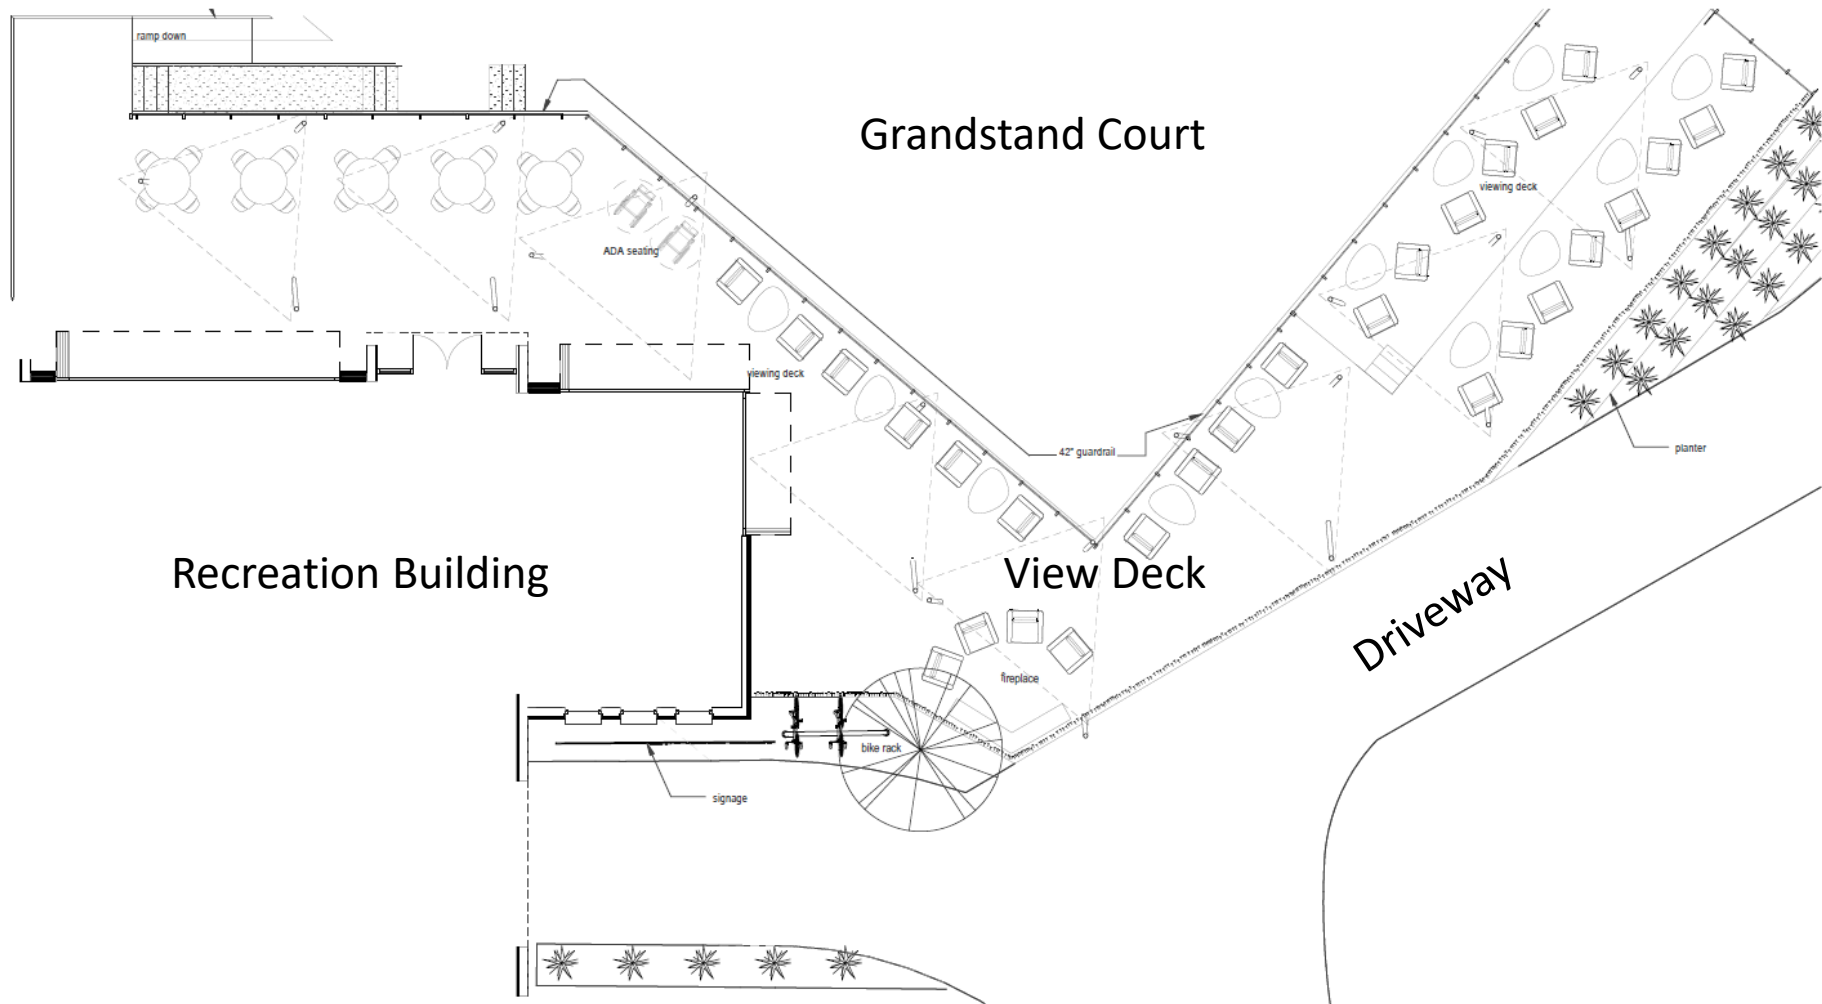 ramp down
Grandstand Court
viewing deck
ADA seating
viewing deck
42" guardrail
planter
Recreation Building
View Deck
Driveway
fireplace
bike rack
signage